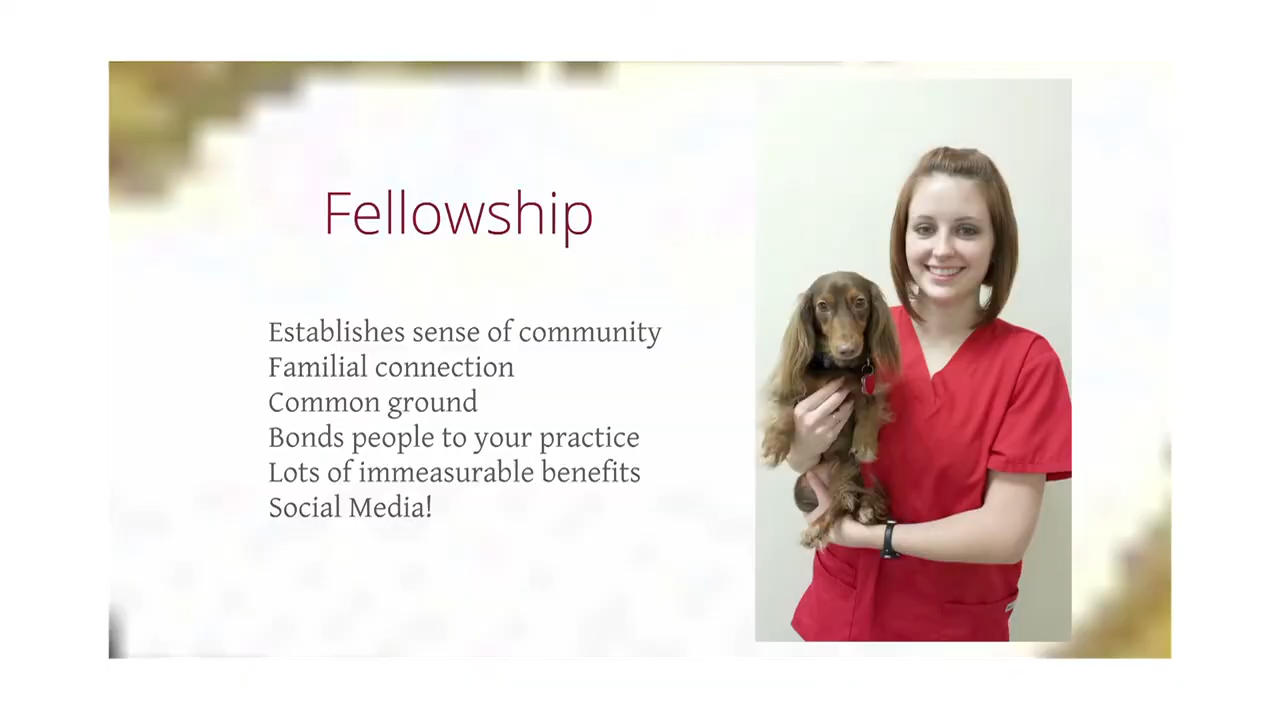 Fellowship
Establishes sense of community
Familial connection
Common ground
Bonds people to your practice
Lots of immeasurable benefits
Social Media!